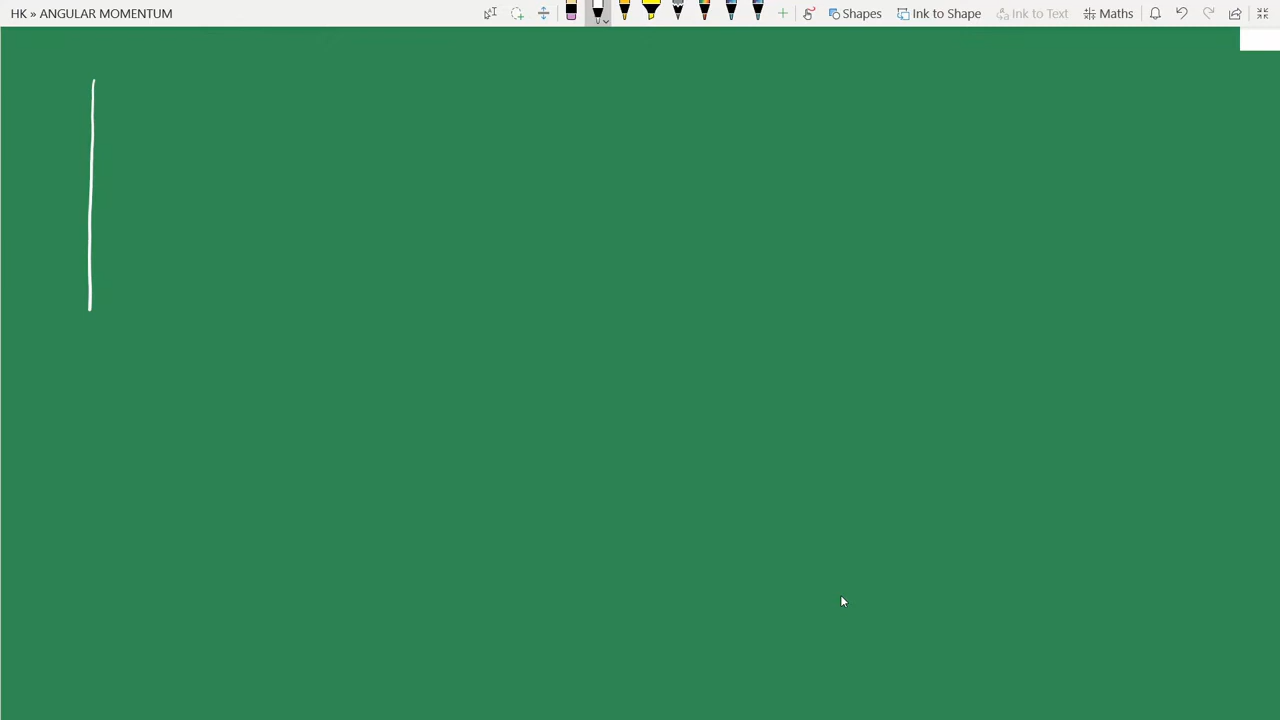 HK » ANGULAR MOMENTUM
Shapes
Ink to Shape
Ink to Text
Maths